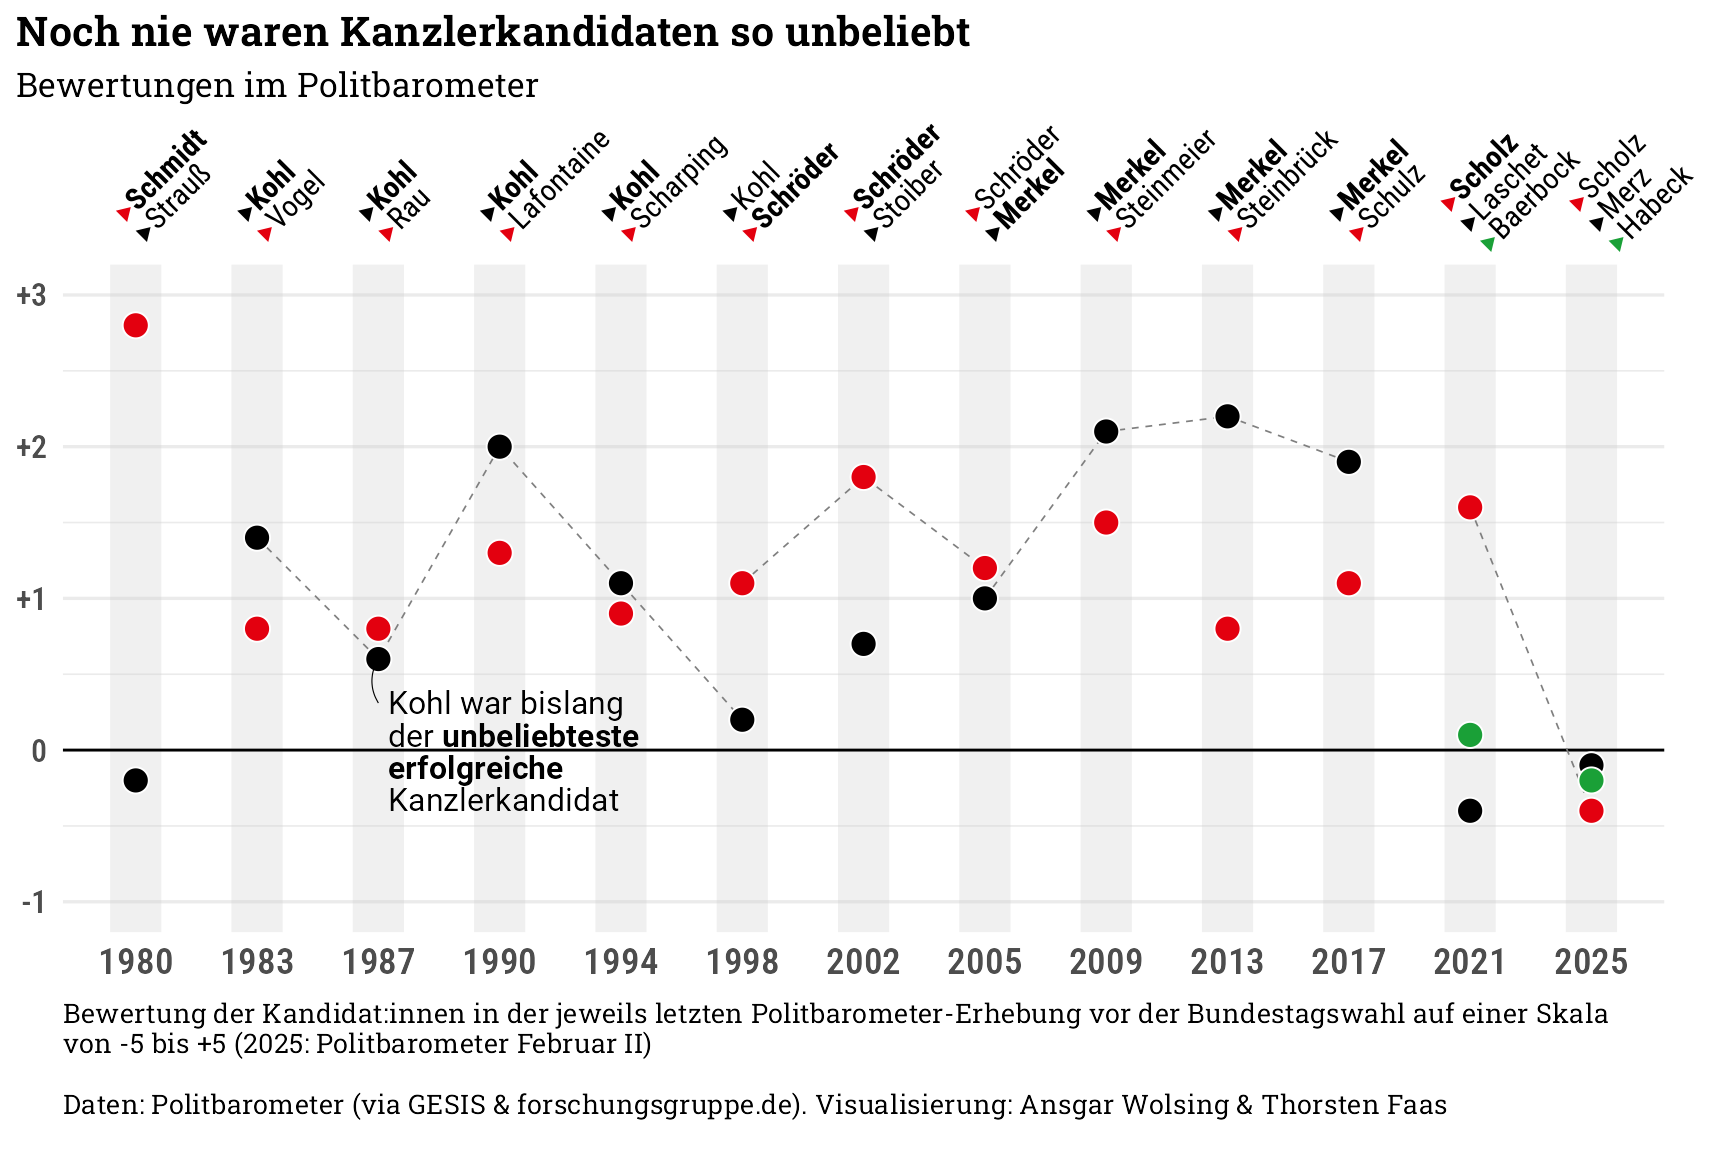 Noch nie waren Kanzlerkandidaten so unbeliebt
Bewertungen im Politbarometer
Schmidt
Strauß
Kohl
Vogel
Kohl
Rau
Kohl
Lafontaine
Kohl
Scharping
Kohl
Schröder
Schröder
Stoiber
Schröder
Merkel
Merkel
Steinmeier
Merkel
Steinbrück
Merkel
Schulz
Scholz
Laschet
Baerbock
Scholz
Merz
Habeck
+3
+2
+1
0
-1
Kohl war bislang
der unbeliebteste
erfolgreiche
Kanzlerkandidat
1980 1983 1987 1990 1994 1998 2002 2005 2009 2013 2017 2021 2025
Bewertung der Kandidat:innen in der jeweils letzten Politbarometer-Erhebung vor der Bundestagswahl auf einer Skala
von -5 bis +5 (2025: Politbarometer Februar II)
Daten: Politbarometer (via GESIS & forschungsgruppe.de). Visualisierung: Ansgar Wolsing & Thorsten Faas